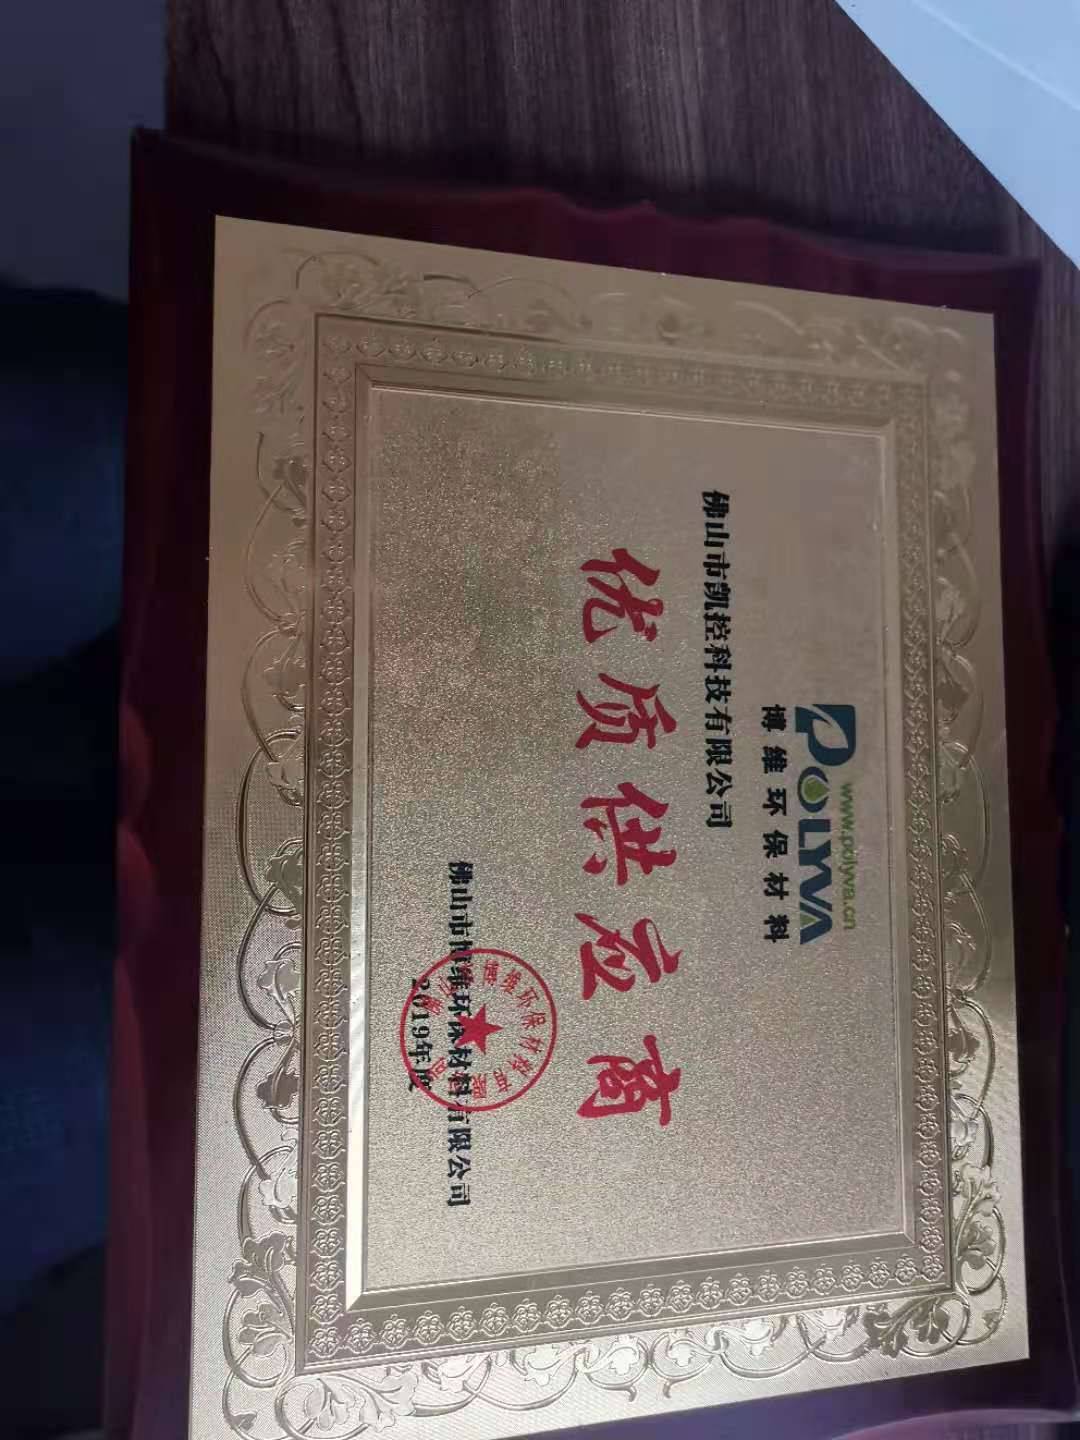 www.polyva.cn
POLYVA
博维环保材料
佛山市凯控科技有限公司
优质供应商
佛山市博维环保材料有限公司
2019年度